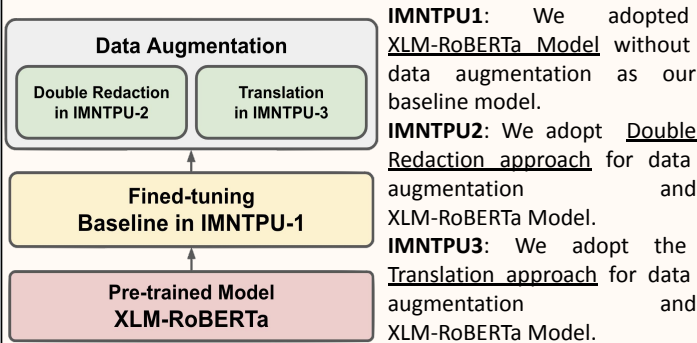 Data Augmentation
Double Redaction
in IMNTPU-2
Translation
in IMNTPU-3
Fined-tuning
Baseline in IMNTPU-1
Pre-trained Model
XLM-RoBERTa
IMNTPU1: We adopted
XLM-RoBERTa Model without
data augmentation as our
baseline model.
IMNTPU2: We adopt Double
Redaction approach for data
augmentation and
XLM-RoBERTa Model.
IMNTPU3: We adopt the
Translation approach for data
augmentation and
XLM-RoBERTa Model.